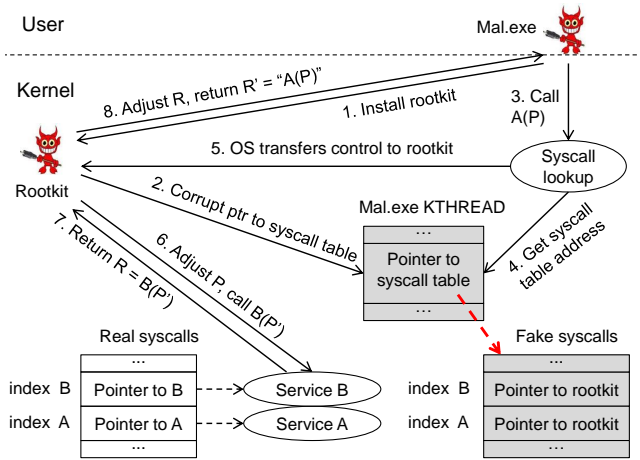 User
Mal.exe
Kernel
8. Adjust R, return R' = “A(P)”
1. Install rootkit
3. Call
A(P)
5. OS transfers control to rootkit
Syscall
lookup
Rootkit
2. Corrupt ptr to syscall table
Mal.exe KTHREAD
4. Get syscall
table address
6. Adjust P, call B(P’)
7. Return R = B(P’)
...
Pointer to
syscall table
...
Real syscalls
Fake syscalls
...
...
index B
Pointer to B
Service B
index B
Pointer to rootkit
index A
Pointer to A
Service A
index A
Pointer to rootkit
...
...